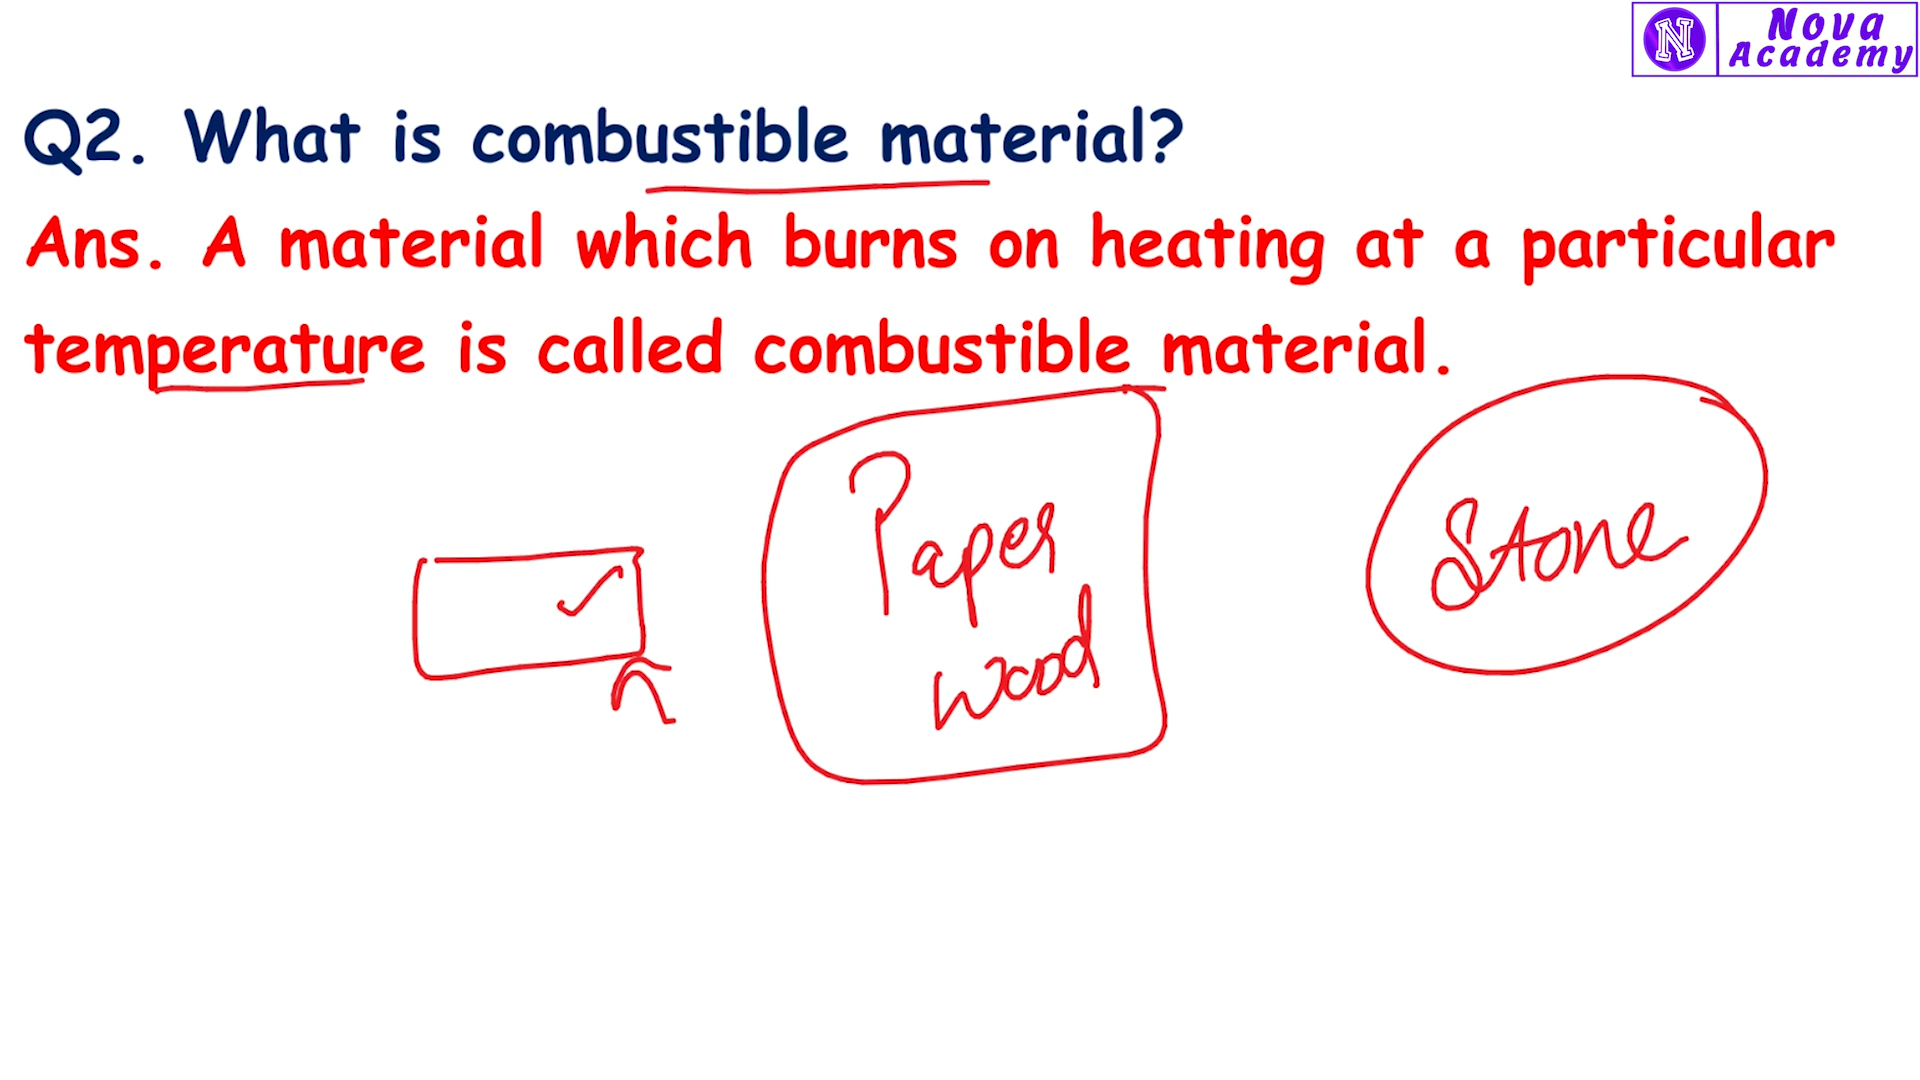 N
Nova
Academy
Q2. What is combustible material?
Ans. A material which burns on heating at a particular
temperature is called combustible material.
Paper
wood
Stone